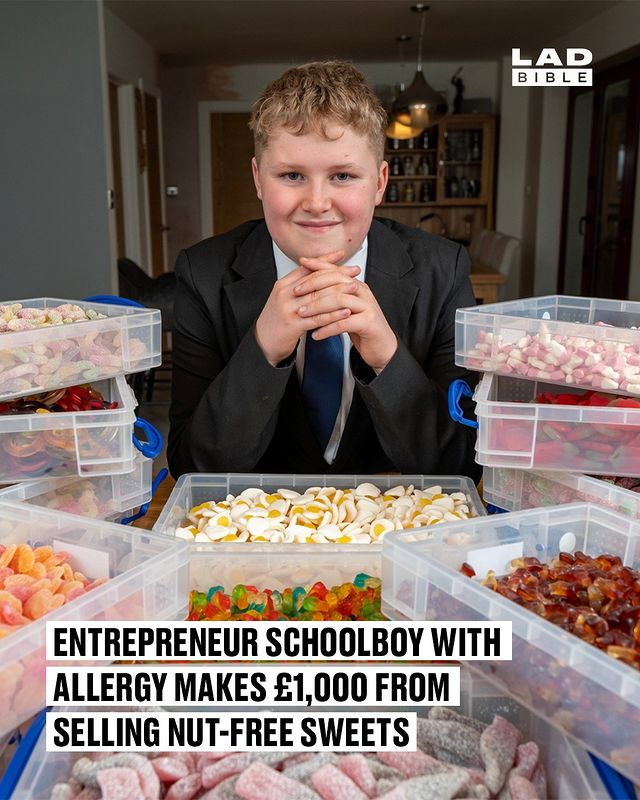 LAD
BIBLE
ENTREPRENEUR SCHOOLBOY WITH
ALLERGY MAKES £1,000 FROM
SELLING NUT-FREE SWEETS